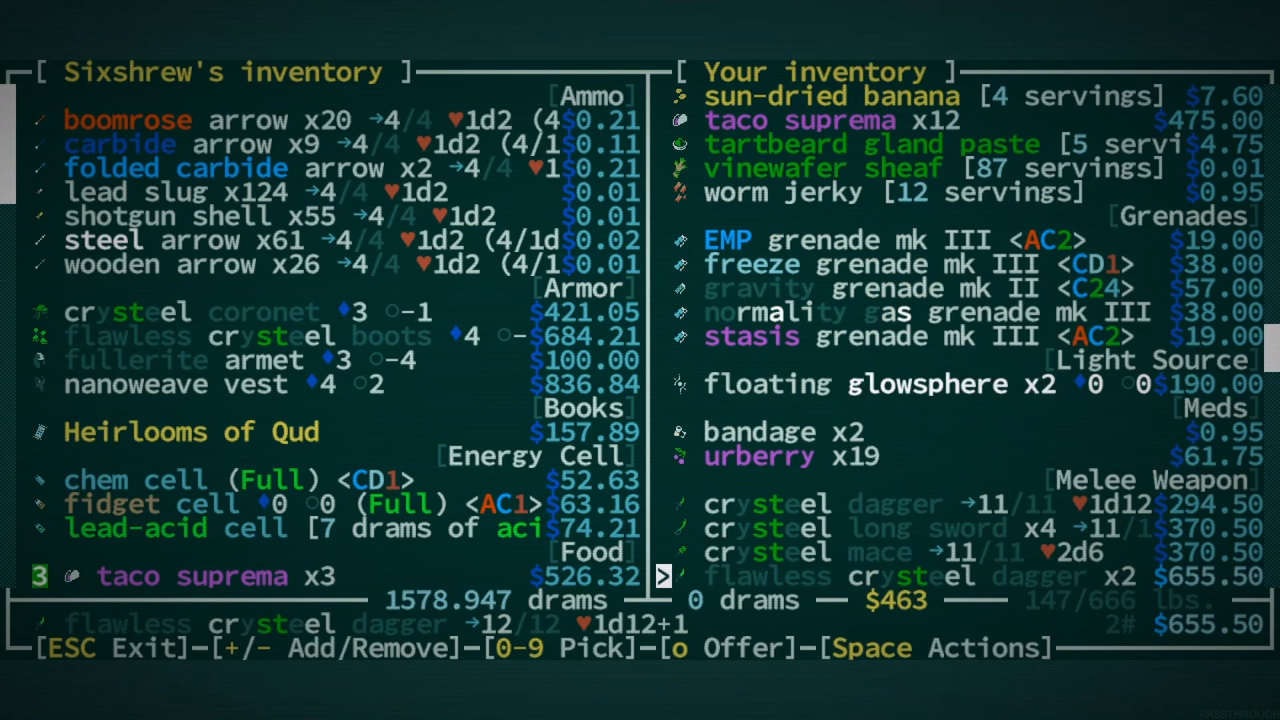 [ Sixshrew's inventory ]
[Ammo]
boomrose arrow x20 →4/4 ♥1d2 (4 $0.21
carbide arrow x9 →4/4 ♥1d2 (4/1 $0.11
folded carbide arrow x2 →4/4 ♥1 $0.21
lead slug x124 →4/4 ♥1d2 $0.01
shotgun shell x55 →4/4 ♥1d2 $0.01
steel arrow x61 →4/4 ♥1d2 (4/1d $0.02
wooden arrow x26 →4/4 ♥1d2 (4/1 $0.01
[Armor]
crysteel coronet ♦3 ○-1 $421.05
flawless crysteel boots ♦4 ○- $684.21
fullerite armet ♦3 ○-4 $100.00
nanoweave vest ♦4 ○2 $836.84
[Books]
Heirlooms of Qud $157.89
[Energy Cell]
chem cell (Full) <CD1> $52.63
fidget cell ♦0 ○0 (Full) <AC1> $63.16
lead-acid cell [7 drams of aci $74.21
[Food]
3 taco suprema x3 $526.32
1578.947 drams
[ Your inventory ]
sun-dried banana [4 servings] $7.60
taco suprema x12 $475.00
tartbeard gland paste [5 servi $4.75
vinewafer sheaf [87 servings] $0.01
worm jerky [12 servings] $0.95
[Grenades]
EMP grenade mk III <AC2> $19.00
freeze grenade mk III <CD1> $38.00
gravity grenade mk II <C24> $57.00
normality gas grenade mk III $38.00
stasis grenade mk III <AC2> $19.00
[Light Source]
floating glowsphere x2 ♦0 ○0 $190.00
[Meds]
bandage x2 $0.95
urberry x19 $61.75
[Melee Weapon]
crysteel dagger →11/11 ♥1d12 $294.50
crysteel long sword x4 →11/1 $370.50
crysteel mace →11/11 ♥2d6 $370.50
> flawless crysteel dagger x2 $655.50
0 drams — $463 — 147/666 lbs.
flawless crysteel dagger →12/12 ♥1d12+1 2# $655.50
[ESC Exit]—[+/- Add/Remove]—[0-9 Pick]—[o Offer]—[Space Actions]